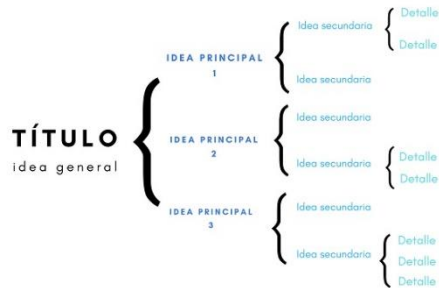 TÍTULO
idea general
IDEA PRINCIPAL
1
Idea secundaria
Detalle
Detalle
Idea secundaria
IDEA PRINCIPAL
2
Idea secundaria
Idea secundaria
Detalle
Detalle
IDEA PRINCIPAL
3
Idea secundaria
Idea secundaria
Detalle
Detalle
Detalle